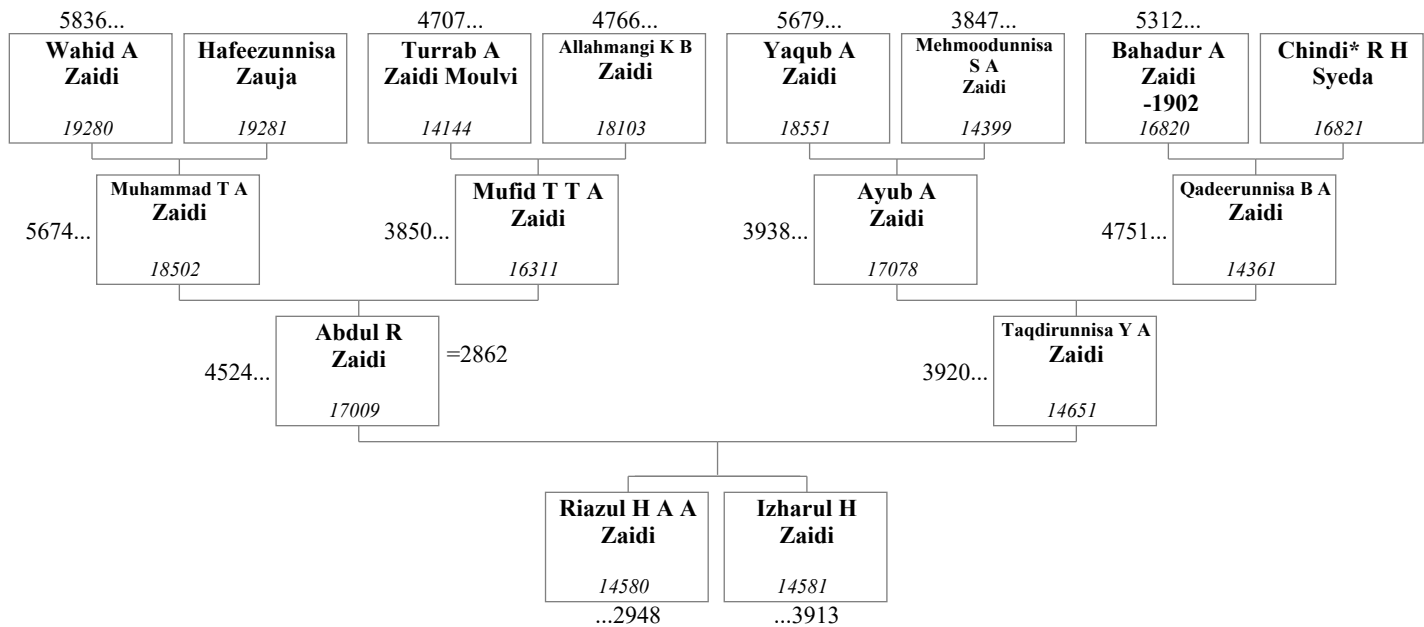 5836...
4707...
4766...
5679...
3847...
5312...
Wahid A
Zaidi
19280
Hafeezunnisa
Zauja
19281
Turrab A
Zaidi Moulvi
14144
Allahmangi K B
Zaidi
18103
Yaqub A
Zaidi
18551
Mehmoodunnisa
S A
Zaidi
14399
Bahadur A
Zaidi
-1902
16820
Chindi* R H
Syeda
16821
5674...
Muhammad T A
Zaidi
18502
3850...
Mufid T T A
Zaidi
16311
3938...
Ayub A
Zaidi
17078
4751...
Qadeerunnisa B A
Zaidi
14361
4524...
Abdul R
Zaidi
17009
=2862
3920...
Taqdirunnisa Y A
Zaidi
14651
Riazul H A A
Zaidi
14580
...2948
Izharul H
Zaidi
14581
...3913